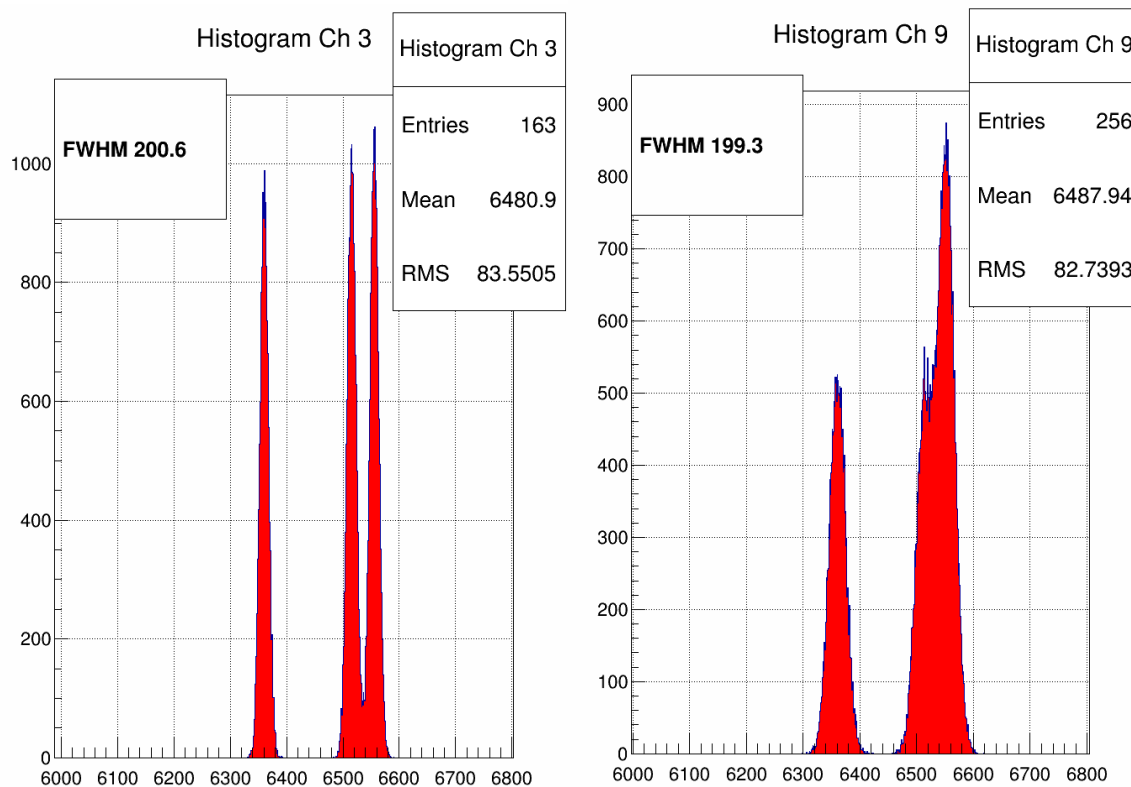 Histogram Ch 3
Histogram Ch 3
Entries 163
Mean 6480.9
RMS 83.5505
FWHM 200.6
1000
800
600
400
200
0
6000 6100 6200 6300 6400 6500 6600 6700 6800
Histogram Ch 9
Histogram Ch 9
Entries 256
Mean 6487.94
RMS 82.7393
FWHM 199.3
900
800
700
600
500
400
300
200
100
0
6000 6100 6200 6300 6400 6500 6600 6700 6800